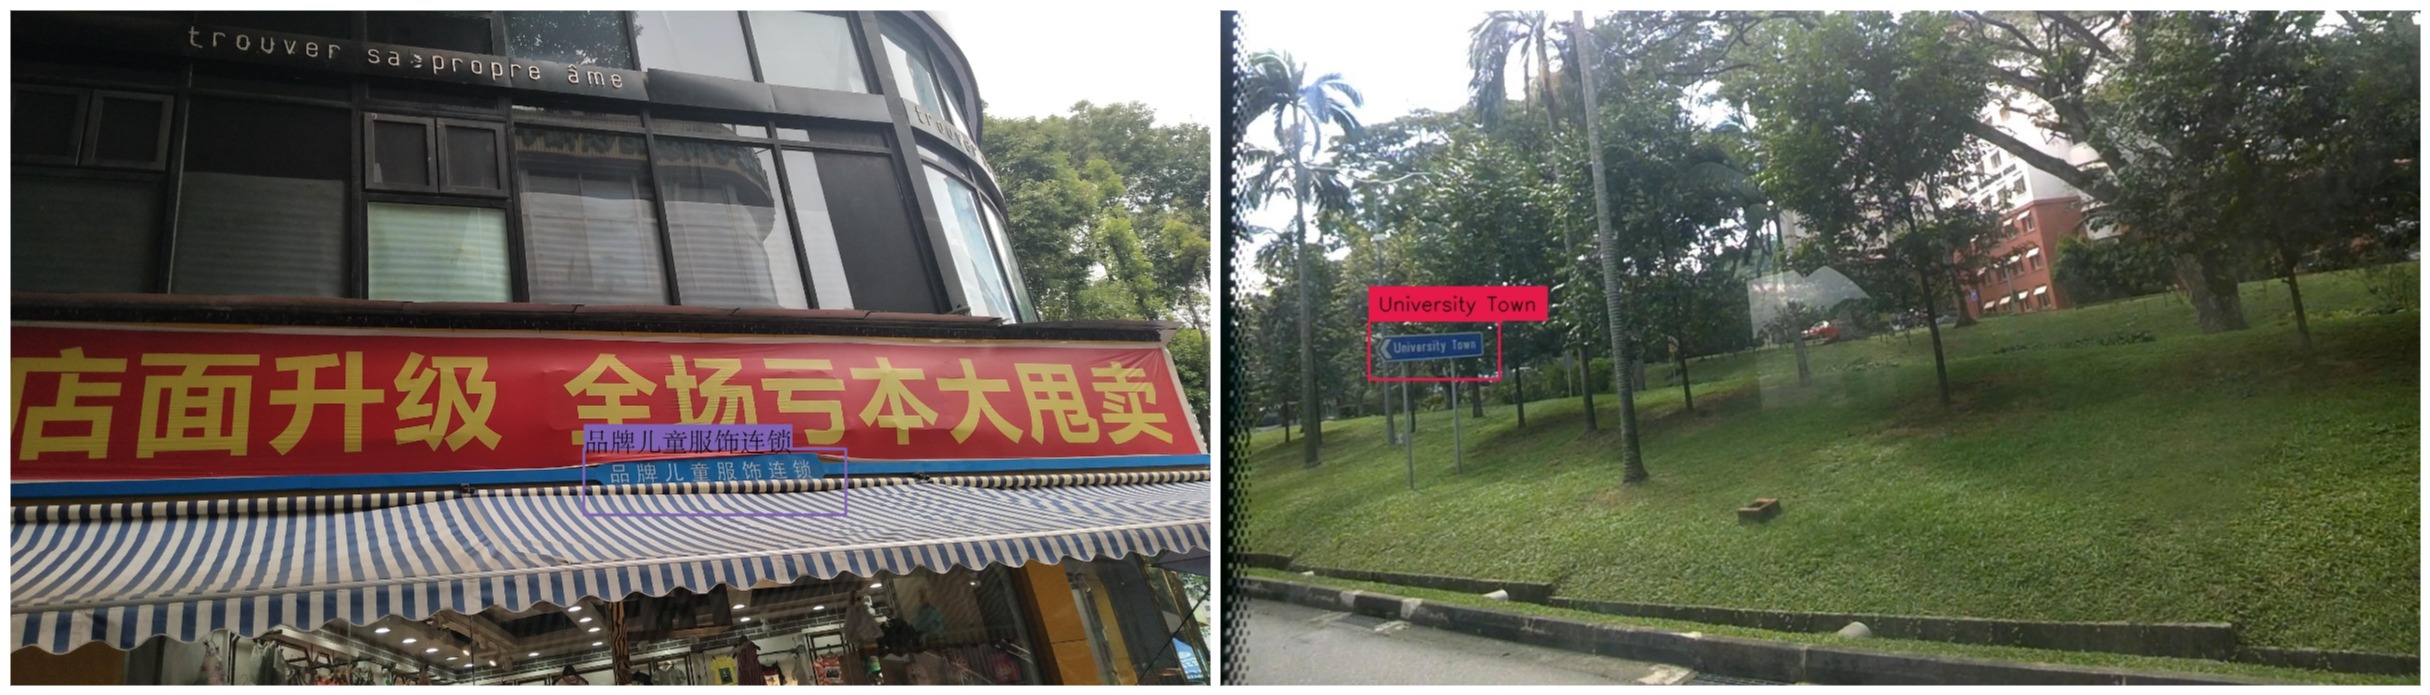 trouver sa propre âme
trouver
店面升级 全场亏本大甩卖
品牌儿童服饰连锁
品牌儿童服饰连锁
University Town
University Town